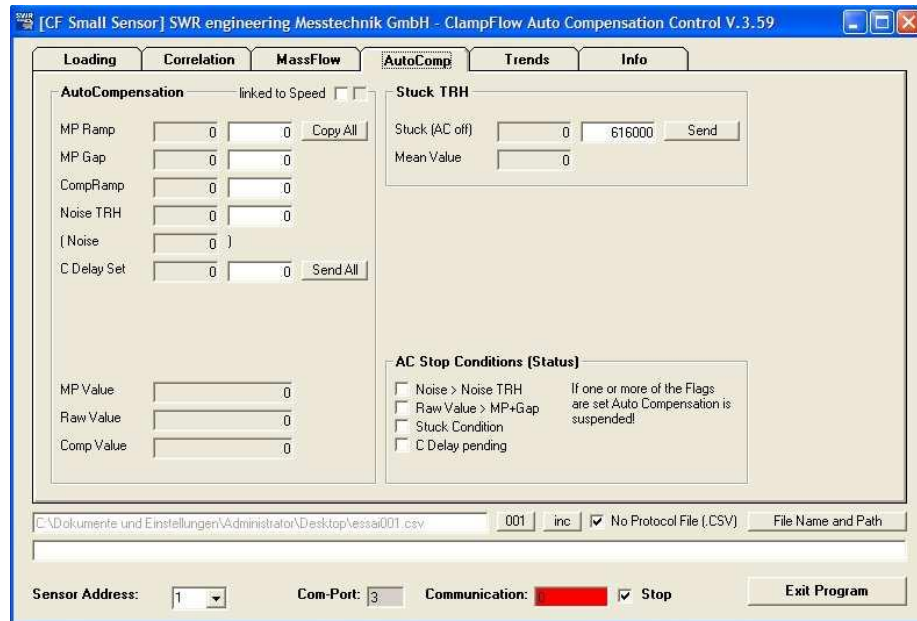 SWR [CF Small Sensor] SWR engineering Messtechnik GmbH - ClampFlow Auto Compensation Control V.3.59
Loading Correlation MassFlow AutoComp Trends Info
AutoCompensation linked to Speed
MP Ramp 0 0 Copy All
MP Gap 0 0
CompRamp 0 0
Noise TRH 0 0
( Noise 0 )
C Delay Set 0 0 Send All
MP Value 0
Raw Value 0
Comp Value 0
Stuck TRH
Stuck (AC off) 0 616000 Send
Mean Value 0
AC Stop Conditions (Status)
Noise > Noise TRH
Raw Value > MP+Gap
Stuck Condition
C Delay pending
If one or more of the Flags
are set Auto Compensation is
suspended!
C:\Dokumente und Einstellungen\Administrator\Desktop\essai001.csv 001 inc No Protocol File (.CSV) File Name and Path
Sensor Address: 1 Com-Port: 3 Communication: 0 Stop Exit Program